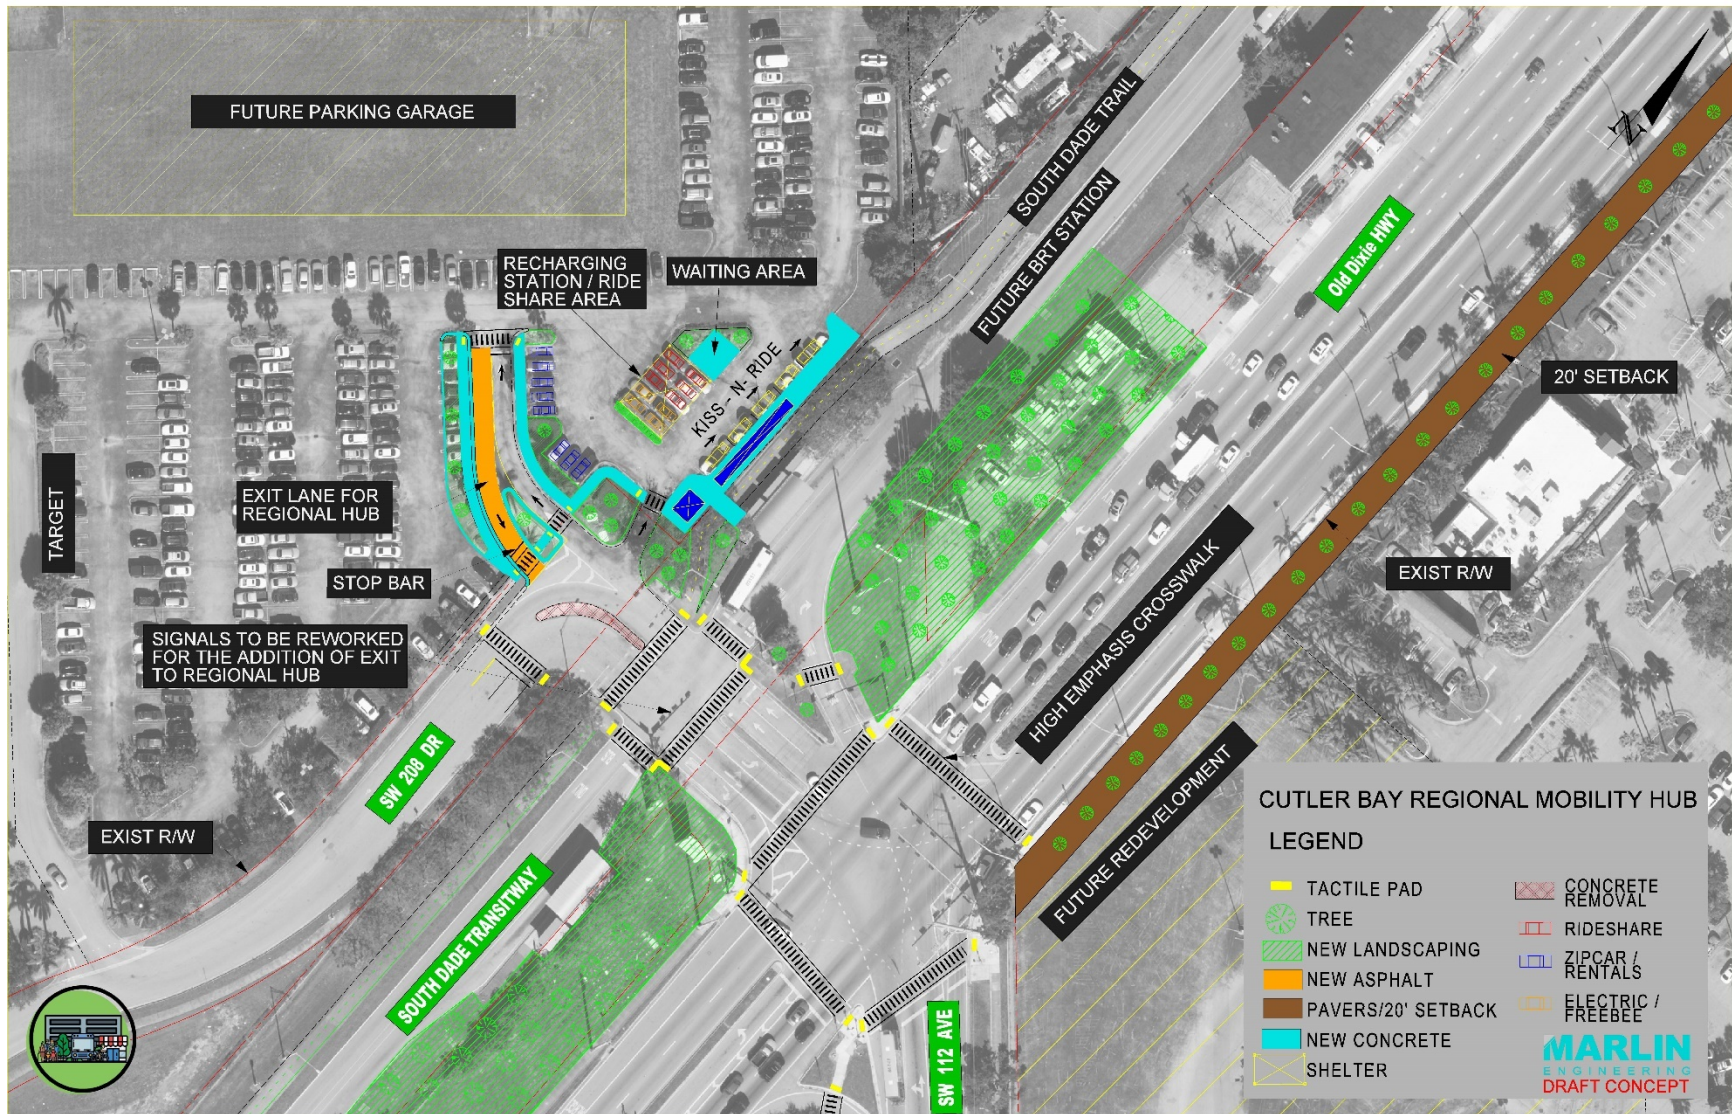 FUTURE PARKING GARAGE
SOUTH DADE TRAIL
FUTURE BRT STATION
Old Dixie HWY
RECHARGING
STATION / RIDE
SHARE AREA
WAITING AREA
KISS - N- RIDE
20' SETBACK
TARGET
EXIT LANE FOR
REGIONAL HUB
STOP BAR
EXIST R/W
HIGH EMPHASIS CROSSWALK
SIGNALS TO BE REWORKED
FOR THE ADDITION OF EXIT
TO REGIONAL HUB
SW 208 DR
EXIST R/W
FUTURE REDEVELOPMENT
SOUTH DADE TRANSITWAY
SW 112 AVE
N
CUTLER BAY REGIONAL MOBILITY HUB
LEGEND
TACTILE PAD
TREE
NEW LANDSCAPING
NEW ASPHALT
PAVERS/20' SETBACK
NEW CONCRETE
SHELTER
CONCRETE
REMOVAL
RIDESHARE
ZIPCAR /
RENTALS
ELECTRIC /
FREEBEE
MARLIN
ENGINEERING
DRAFT CONCEPT